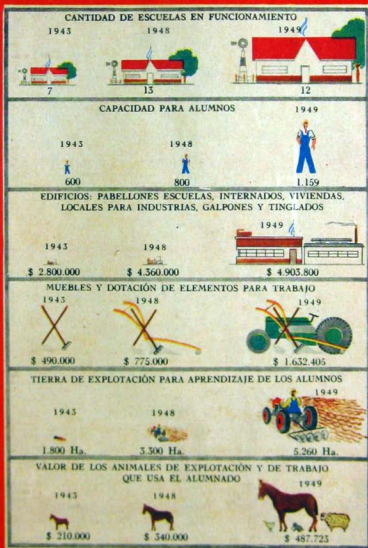 CANTIDAD DE ESCUELAS EN FUNCIONAMIENTO
1943 1948 1949
7 13 12
CAPACIDAD PARA ALUMNOS
1943 1948 1949
600 800 1.159
EDIFICIOS: PABELLONES ESCUELAS, INTERNADOS, VIVIENDAS,
LOCALES PARA INDUSTRIAS, GALPONES Y TINGLADOS
1943 1948 1949
$ 2.800.000 $ 4.360.000 $ 4.903.800
MUEBLES Y DOTACIÓN DE ELEMENTOS PARA TRABAJO
1943 1948 1949
$ 490.000 $ 775.000 $ 1.632.405
TIERRA DE EXPLOTACIÓN PARA APRENDIZAJE DE LOS ALUMNOS
1943 1948 1949
1.800 Ha. 3.300 Ha. 5.260 Ha.
VALOR DE LOS ANIMALES DE EXPLOTACIÓN Y DE TRABAJO
QUE USA EL ALUMNADO
1943 1948 1949
$ 210.000 $ 340.000 $ 487.723